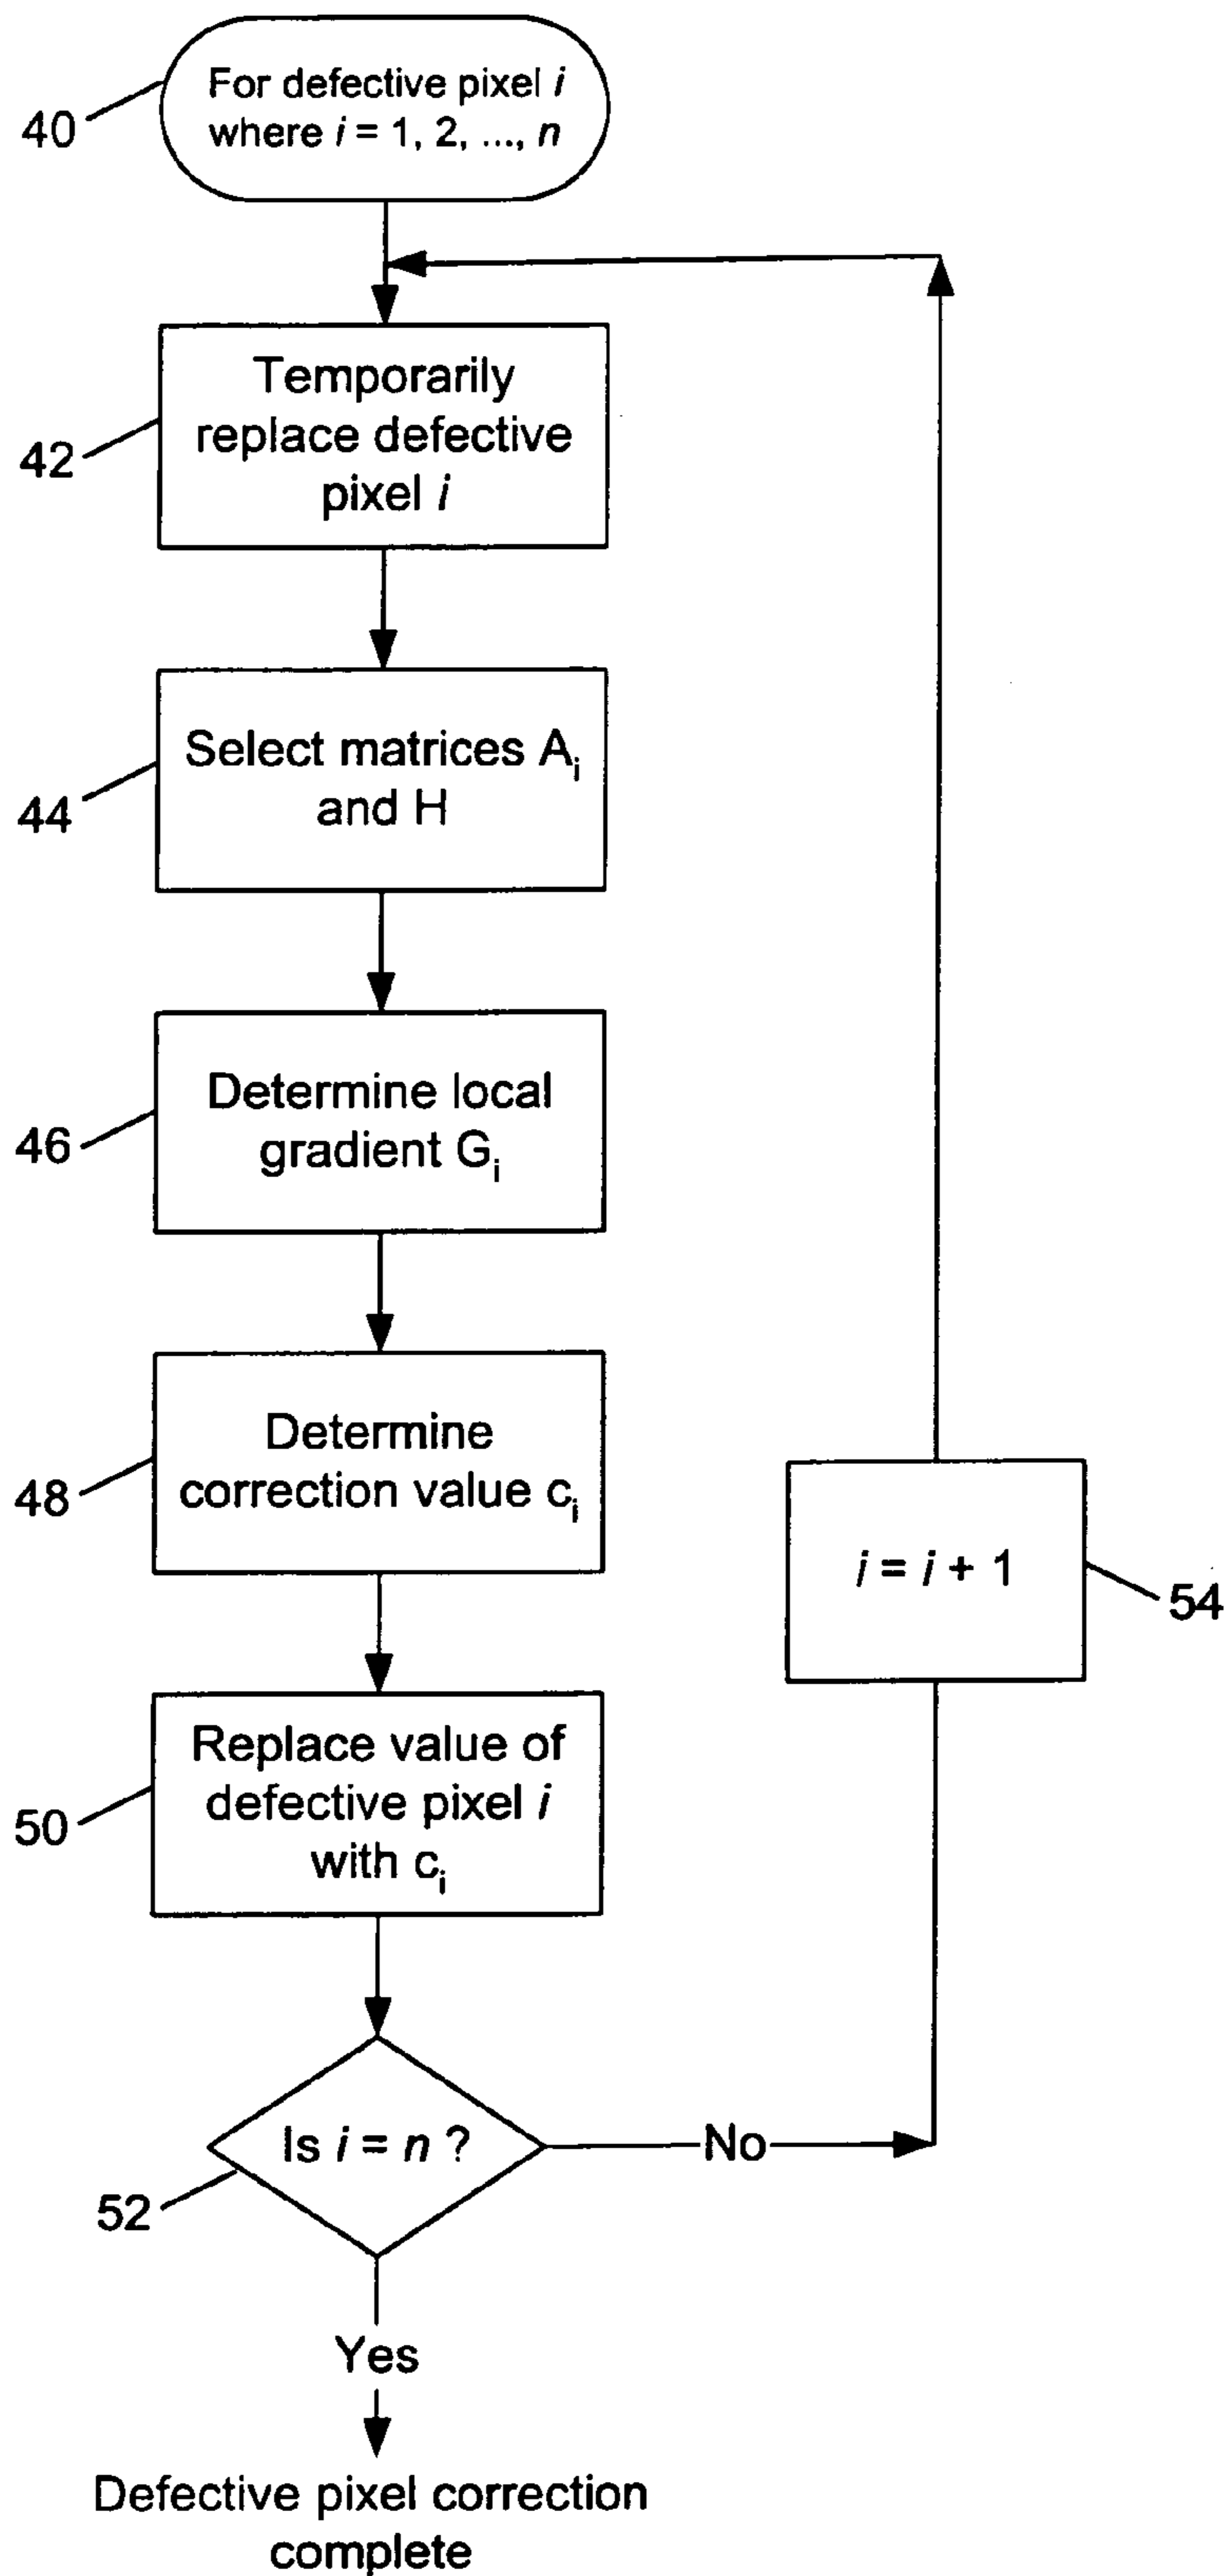 For defective pixel i
where i = 1, 2, ..., n
40
Temporarily
replace defective
pixel i
42
Select matrices Aᵢ
and H
44
Determine local
gradient Gᵢ
46
Determine
correction value cᵢ
48
i = i + 1
54
Replace value of
defective pixel i
with cᵢ
50
Is i = n ?
No
52
Yes
Defective pixel correction
complete